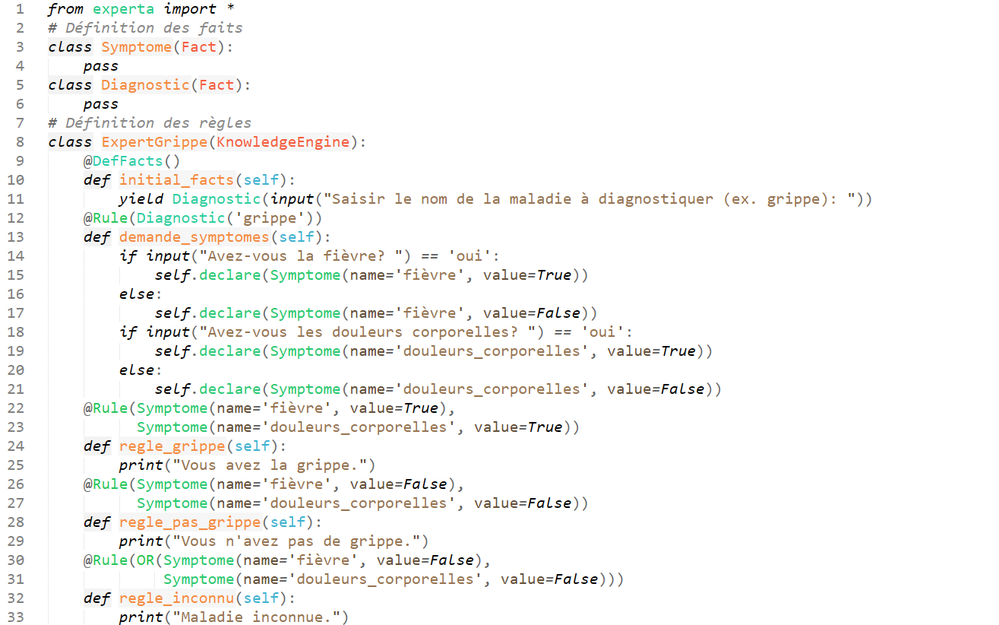 1 from experta import *
2 # Définition des faits
3 class Symptome(Fact):
4     pass
5 class Diagnostic(Fact):
6     pass
7 # Définition des règles
8 class ExpertGrippe(KnowledgeEngine):
9     @DefFacts()
10     def initial_facts(self):
11         yield Diagnostic(input("Saisir le nom de la maladie à diagnostiquer (ex. grippe): "))
12     @Rule(Diagnostic('grippe'))
13     def demande_symptomes(self):
14         if input("Avez-vous la fièvre? ") == 'oui':
15             self.declare(Symptome(name='fièvre', value=True))
16         else:
17             self.declare(Symptome(name='fièvre', value=False))
18         if input("Avez-vous les douleurs corporelles? ") == 'oui':
19             self.declare(Symptome(name='douleurs_corporelles', value=True))
20         else:
21             self.declare(Symptome(name='douleurs_corporelles', value=False))
22     @Rule(Symptome(name='fièvre', value=True),
23           Symptome(name='douleurs_corporelles', value=True))
24     def regle_grippe(self):
25         print("Vous avez la grippe.")
26     @Rule(Symptome(name='fièvre', value=False),
27           Symptome(name='douleurs_corporelles', value=False))
28     def regle_pas_grippe(self):
29         print("Vous n'avez pas de grippe.")
30     @Rule(OR(Symptome(name='fièvre', value=False),
31              Symptome(name='douleurs_corporelles', value=False)))
32     def regle_inconnu(self):
33         print("Maladie inconnue.")